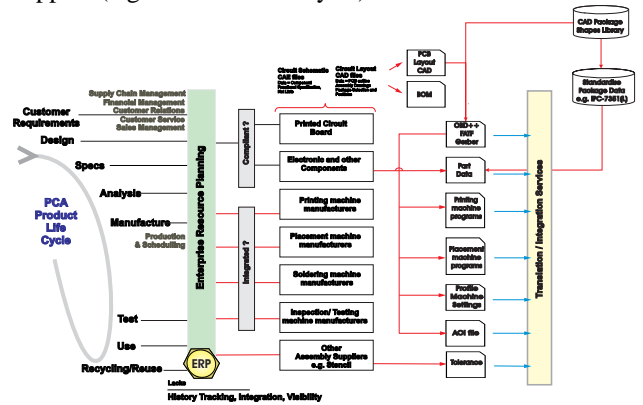 Supply Chain Management
Financial Management
Customer Relations
Customer Service
Sales Management
Customer
Requirements
Design
Specs
Analysis
Manufacture
Production
& Schedulling
Test
Use
Recycling/Reuse
PCA
Product
Life
Cycle
Enterprise Resource Planning
ERP
Lacks
History Tracking, Integration, Visibility
Compliant ?
Integrated ?
Circuit Schematic
CAE files
Circuit Layout
CAD files
Printed Circuit
Board
Electronic and other
Components
Printing machine
manufacturers
Placement machine
manufacturers
Soldering machine
manufacturers
Inspection/ Testing
machine manufacturers
Other
Assembly Suppliers
e.g. Stencil
PCB
Layout
CAD
BOM
ODB++
FATF
Gerber
Part
Data
Printing
machine
programs
Placement
machine
programs
Profile
Machine
Settings
AOI file
Tolerance
Translation / Integration Services
CAD Package
Shapes Library
Standardise
Package Data
e.g. IPC-7351(L)